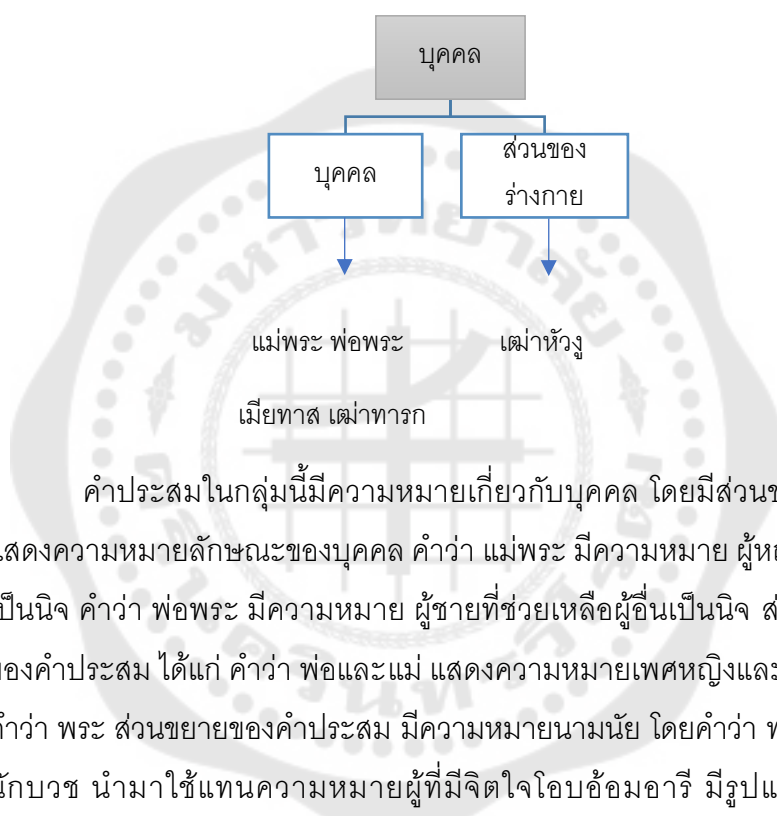 บุคคล
บุคคล
ส่วนของ
ร่างกาย
แม่พระ พ่อพระ
เมียทาส เฒ่าทารก
เฒ่าหัวงู
คำประสมในกลุ่มนี้มีความหมายเกี่ยวกับบุคคล โดยมี
แสดงความหมายลักษณะของบุคคล คำว่า แม่พระ มีความหมาย
เป็นนิจ คำว่า พ่อพระ มีความหมาย ผู้ชายที่ช่วยเหลือผู้อื่นเป็นนิจ
ของคำประสม ได้แก่ คำว่า พ่อและแม่ แสดงความหมายเพศหญิงและ
คำว่า พระ ส่วนขยายของคำประสม มีความหมายนามนัย โดยคำว่า
นักบวช นำมาใช้แทนความหมายผู้ที่มีจิตใจโอบอ้อมอารี